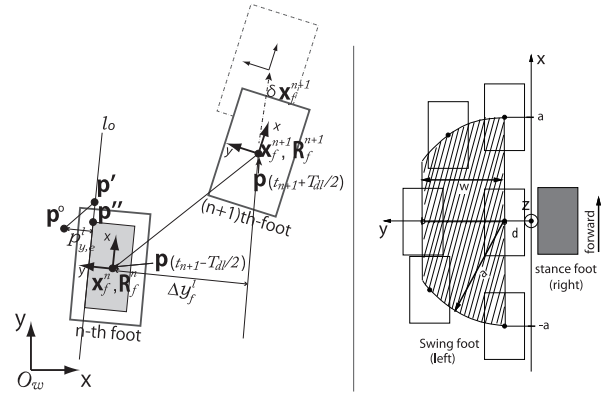 δ x_f^{n+1}
l_o
x
y
x_f^{n+1}, R_f^{n+1}
p(t_{n+1}+T_{dl}/2)
(n+1)th-foot
p'
p^o
p''
p_{y,e}^{'}
x
y
p(t_{n+1}-T_{dl}/2)
x_f^n, R_f^n
Δy_f^'
n-th foot
y
O_w
x
x
a
w
z
y
d
a
-a
forward
stance foot
(right)
Swing foot
(left)